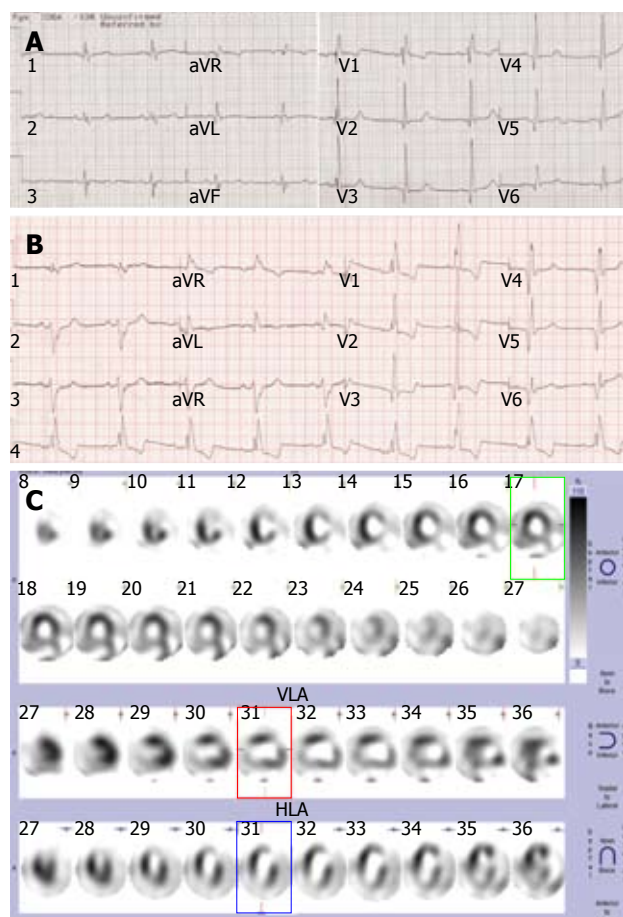 A
1 aVR V1 V4
2 aVL V2 V5
3 aVF V3 V6
B
1 aVR V1 V4
2 aVL V2 V5
3 aVR V3 V6
4
C
8 9 10 11 12 13 14 15 16 17
18 19 20 21 22 23 24 25 26 27
VLA
27 28 29 30 31 32 33 34 35 36
HLA
27 28 29 30 31 32 33 34 35 36